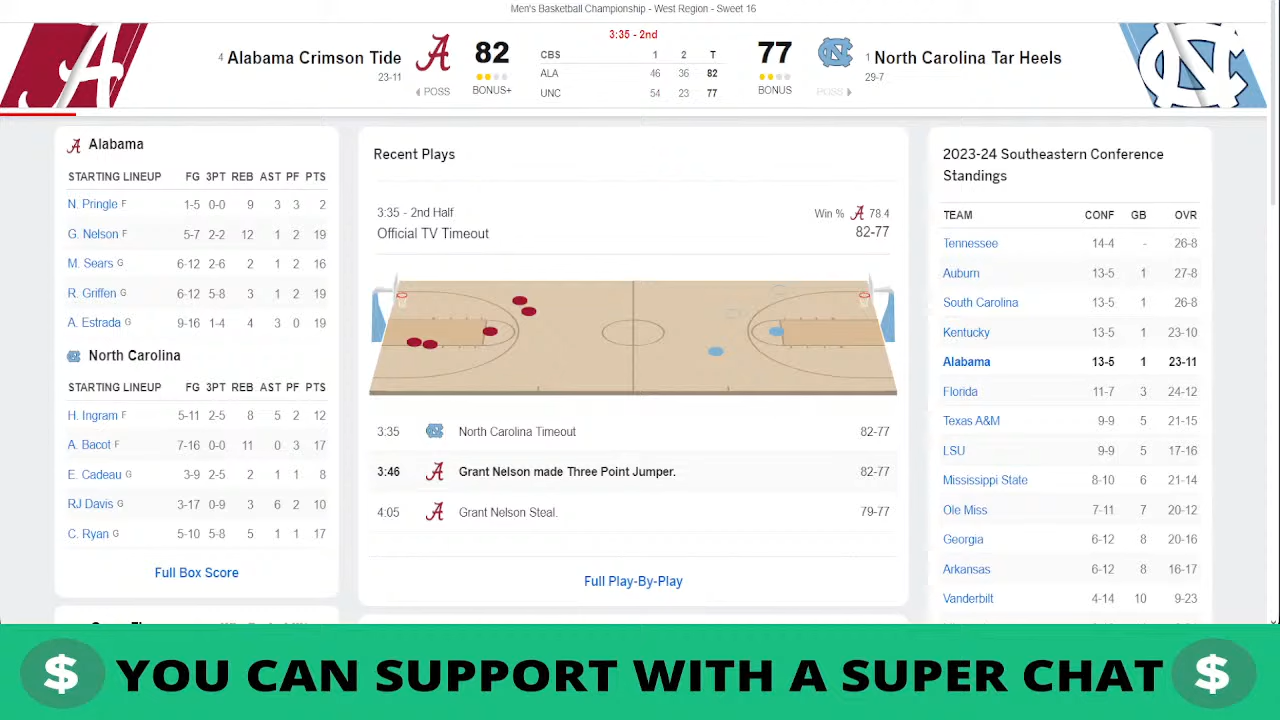 Men's Basketball Championship - West Region - Sweet 16
4 Alabama Crimson Tide
23-11
POSS
82
BONUS+
3:35 - 2nd
CBS 1 2 T
ALA 46 36 82
UNC 54 23 77
77
BONUS
POSS
1 North Carolina Tar Heels
29-7
Alabama
STARTING LINEUP FG 3PT REB AST PF PTS
N. Pringle F 1-5 0-0 9 3 3 2
G. Nelson F 5-7 2-2 12 1 2 19
M. Sears G 6-12 2-6 2 1 2 16
R. Griffen G 6-12 5-8 3 1 2 19
A. Estrada G 9-16 1-4 4 3 0 19
North Carolina
STARTING LINEUP FG 3PT REB AST PF PTS
H. Ingram F 5-11 2-5 8 5 2 12
A. Bacot F 7-16 0-0 11 0 3 17
E. Cadeau G 3-9 2-5 2 1 1 8
RJ Davis G 3-17 0-9 3 6 2 10
C. Ryan G 5-10 5-8 5 1 1 17
Full Box Score
Recent Plays
3:35 - 2nd Half
Official TV Timeout
Win % 78.4
82-77
3:35 North Carolina Timeout 82-77
3:46 Grant Nelson made Three Point Jumper. 82-77
4:05 Grant Nelson Steal. 79-77
Full Play-By-Play
2023-24 Southeastern Conference
Standings
TEAM CONF GB OVR
Tennessee 14-4 - 26-8
Auburn 13-5 1 27-8
South Carolina 13-5 1 26-8
Kentucky 13-5 1 23-10
Alabama 13-5 1 23-11
Florida 11-7 3 24-12
Texas A&M 9-9 5 21-15
LSU 9-9 5 17-16
Mississippi State 8-10 6 21-14
Ole Miss 7-11 7 20-12
Georgia 6-12 8 20-16
Arkansas 6-12 8 16-17
Vanderbilt 4-14 10 9-23
$ YOU CAN SUPPORT WITH A SUPER CHAT $